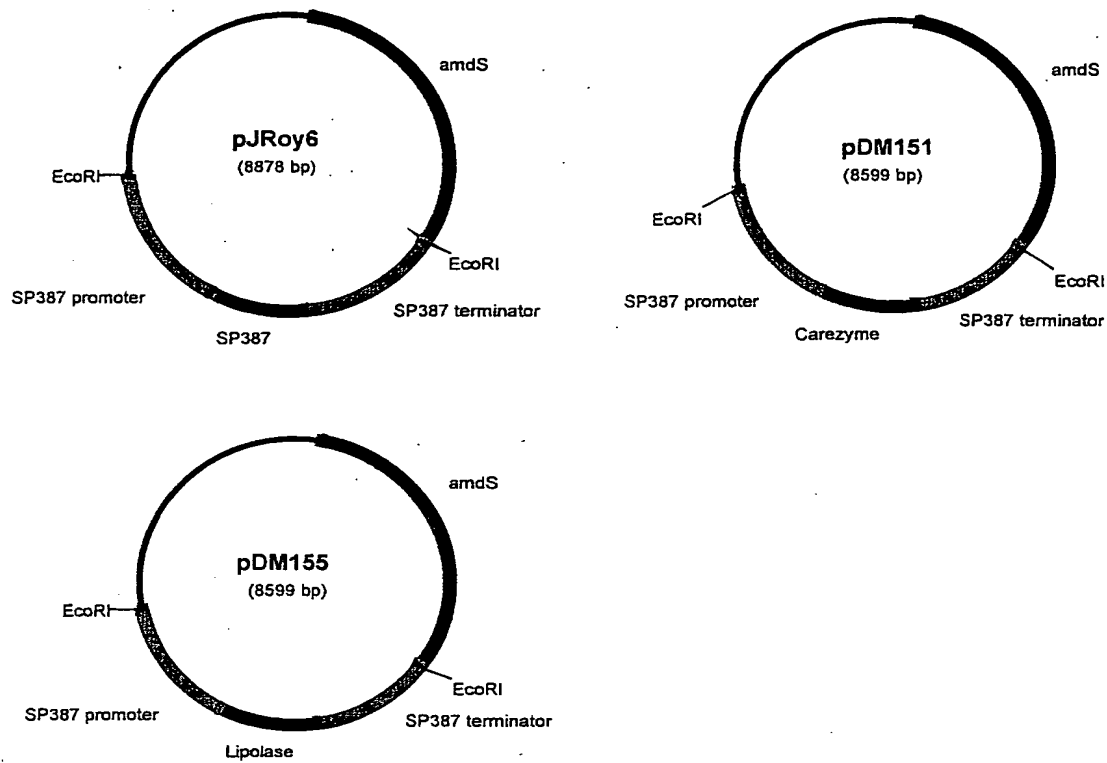 amdS
pJRoy6
(8878 bp)
EcoRI
EcoRI
SP387 promoter
SP387 terminator
SP387
amdS
pDM151
(8599 bp)
EcoRI
EcoRI
SP387 promoter
SP387 terminator
Carezyme
amdS
pDM155
(8599 bp)
EcoRI
EcoRI
SP387 promoter
SP387 terminator
Lipolase